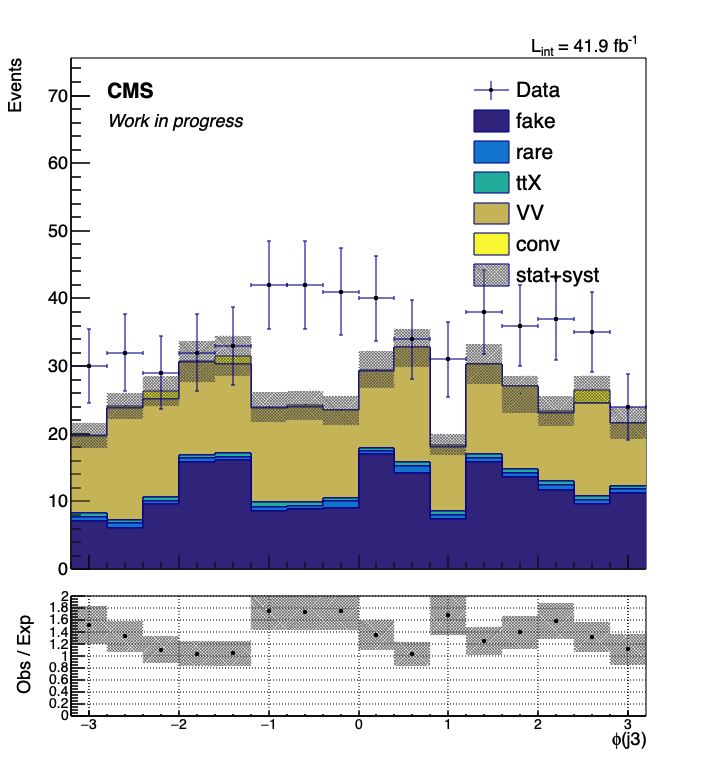 L_int = 41.9 fb^-1
Events
CMS
Work in progress
Data
fake
rare
ttX
VV
conv
stat+syst
70
60
50
40
30
20
10
0
Obs / Exp
2
1.8
1.6
1.4
1.2
1
0.8
0.6
0.4
0.2
0
−3 −2 −1 0 1 2 3
ϕ(j3)